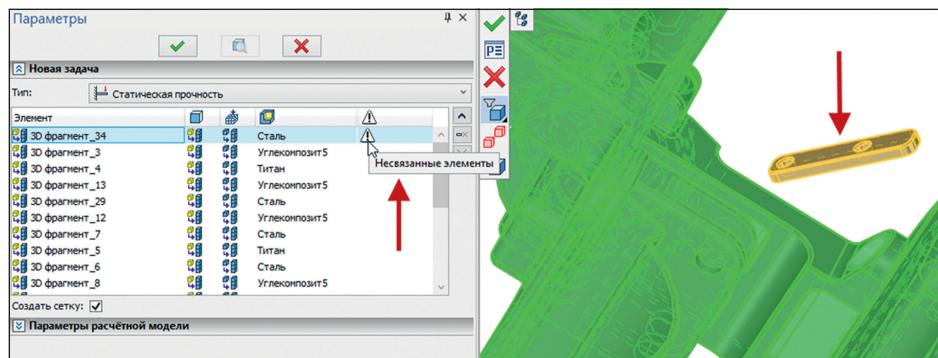 Параметры
Новая задача
Тип: Статическая прочность
Элемент
3D фрагмент_34 Сталь
Несвязанные элементы
3D фрагмент_3 Углекомпозит5
3D фрагмент_4 Титан
3D фрагмент_13 Углекомпозит5
3D фрагмент_29 Сталь
3D фрагмент_12 Углекомпозит5
3D фрагмент_7 Сталь
3D фрагмент_5 Титан
3D фрагмент_6 Сталь
3D фрагмент_8 Углекомпозит5
Создать сетку:
Параметры расчётной модели